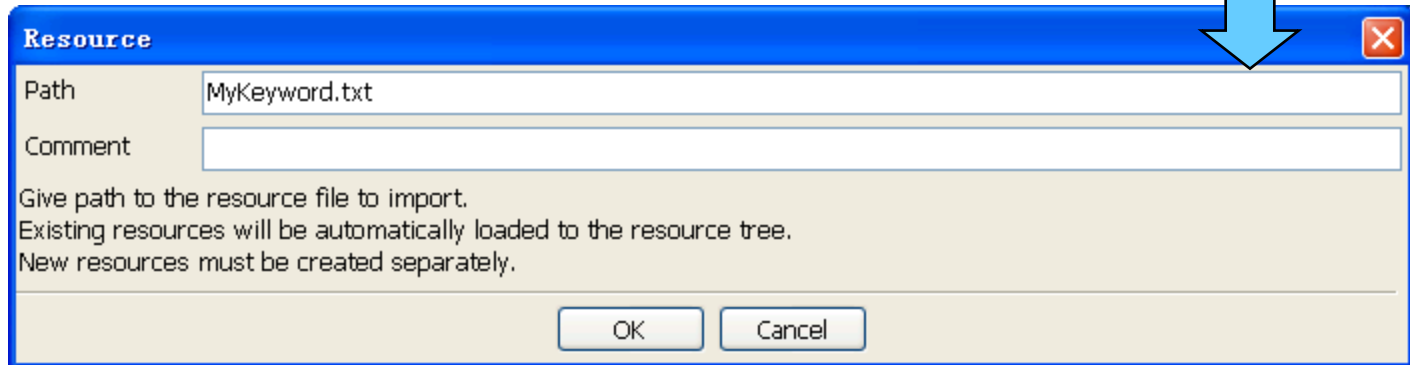 Resource
Path MyKeyword.txt
Comment
Give path to the resource file to import.
Existing resources will be automatically loaded to the resource tree.
New resources must be created separately.
OK Cancel